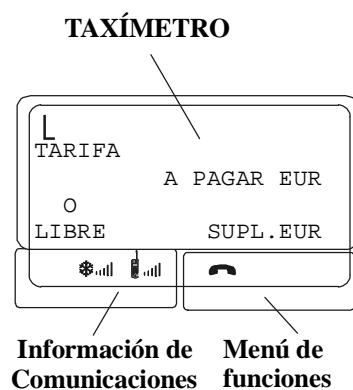 TAXÍMETRO
L
TARIFA
A PAGAR EUR
O
LIBRE SUPL.EUR
Información de Menú de
Comunicaciones funciones